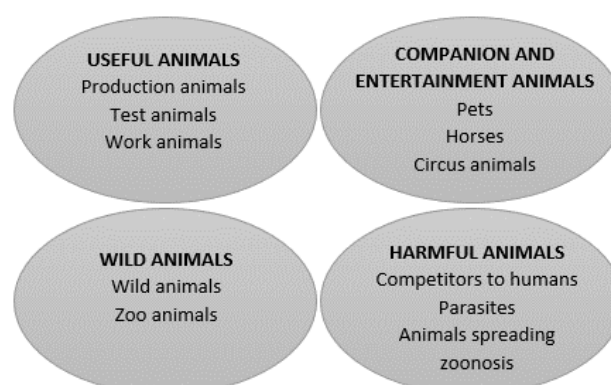 USEFUL ANIMALS
Production animals
Test animals
Work animals
COMPANION AND
ENTERTAINMENT ANIMALS
Pets
Horses
Circus animals
WILD ANIMALS
Wild animals
Zoo animals
HARMFUL ANIMALS
Competitors to humans
Parasites
Animals spreading
zoonosis